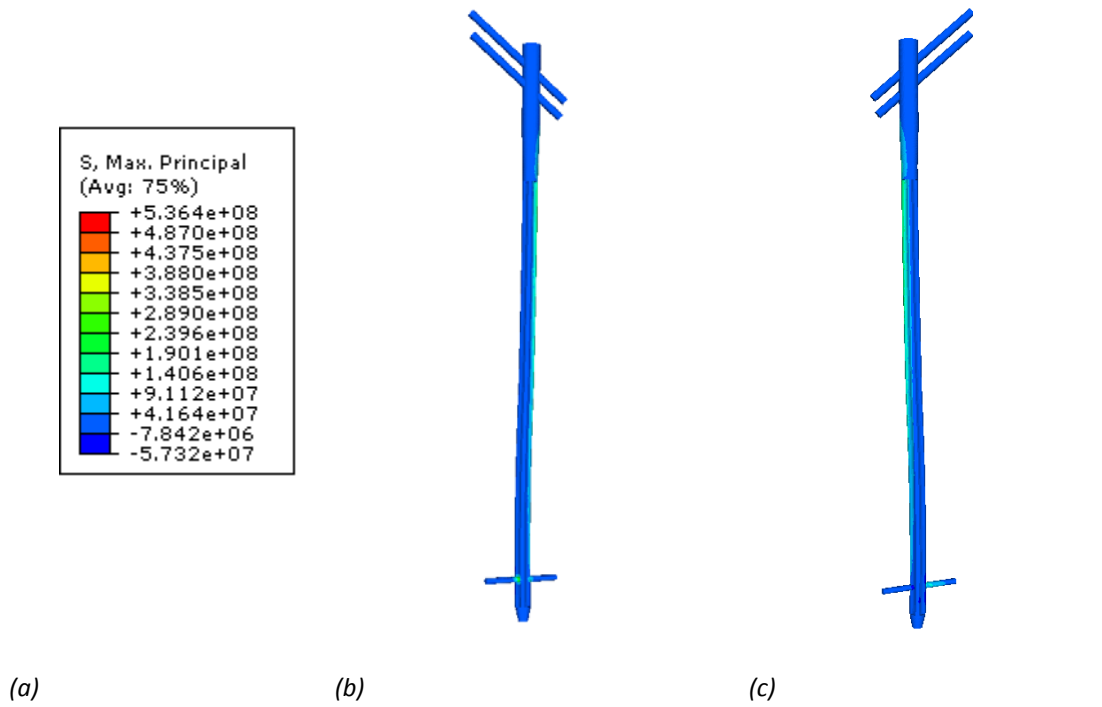 S, Max. Principal
(Avg: 75%)
+5.364e+08
+4.870e+08
+4.375e+08
+3.880e+08
+3.385e+08
+2.890e+08
+2.396e+08
+1.901e+08
+1.406e+08
+9.112e+07
+4.164e+07
-7.842e+06
-5.732e+07
(a) (b) (c)